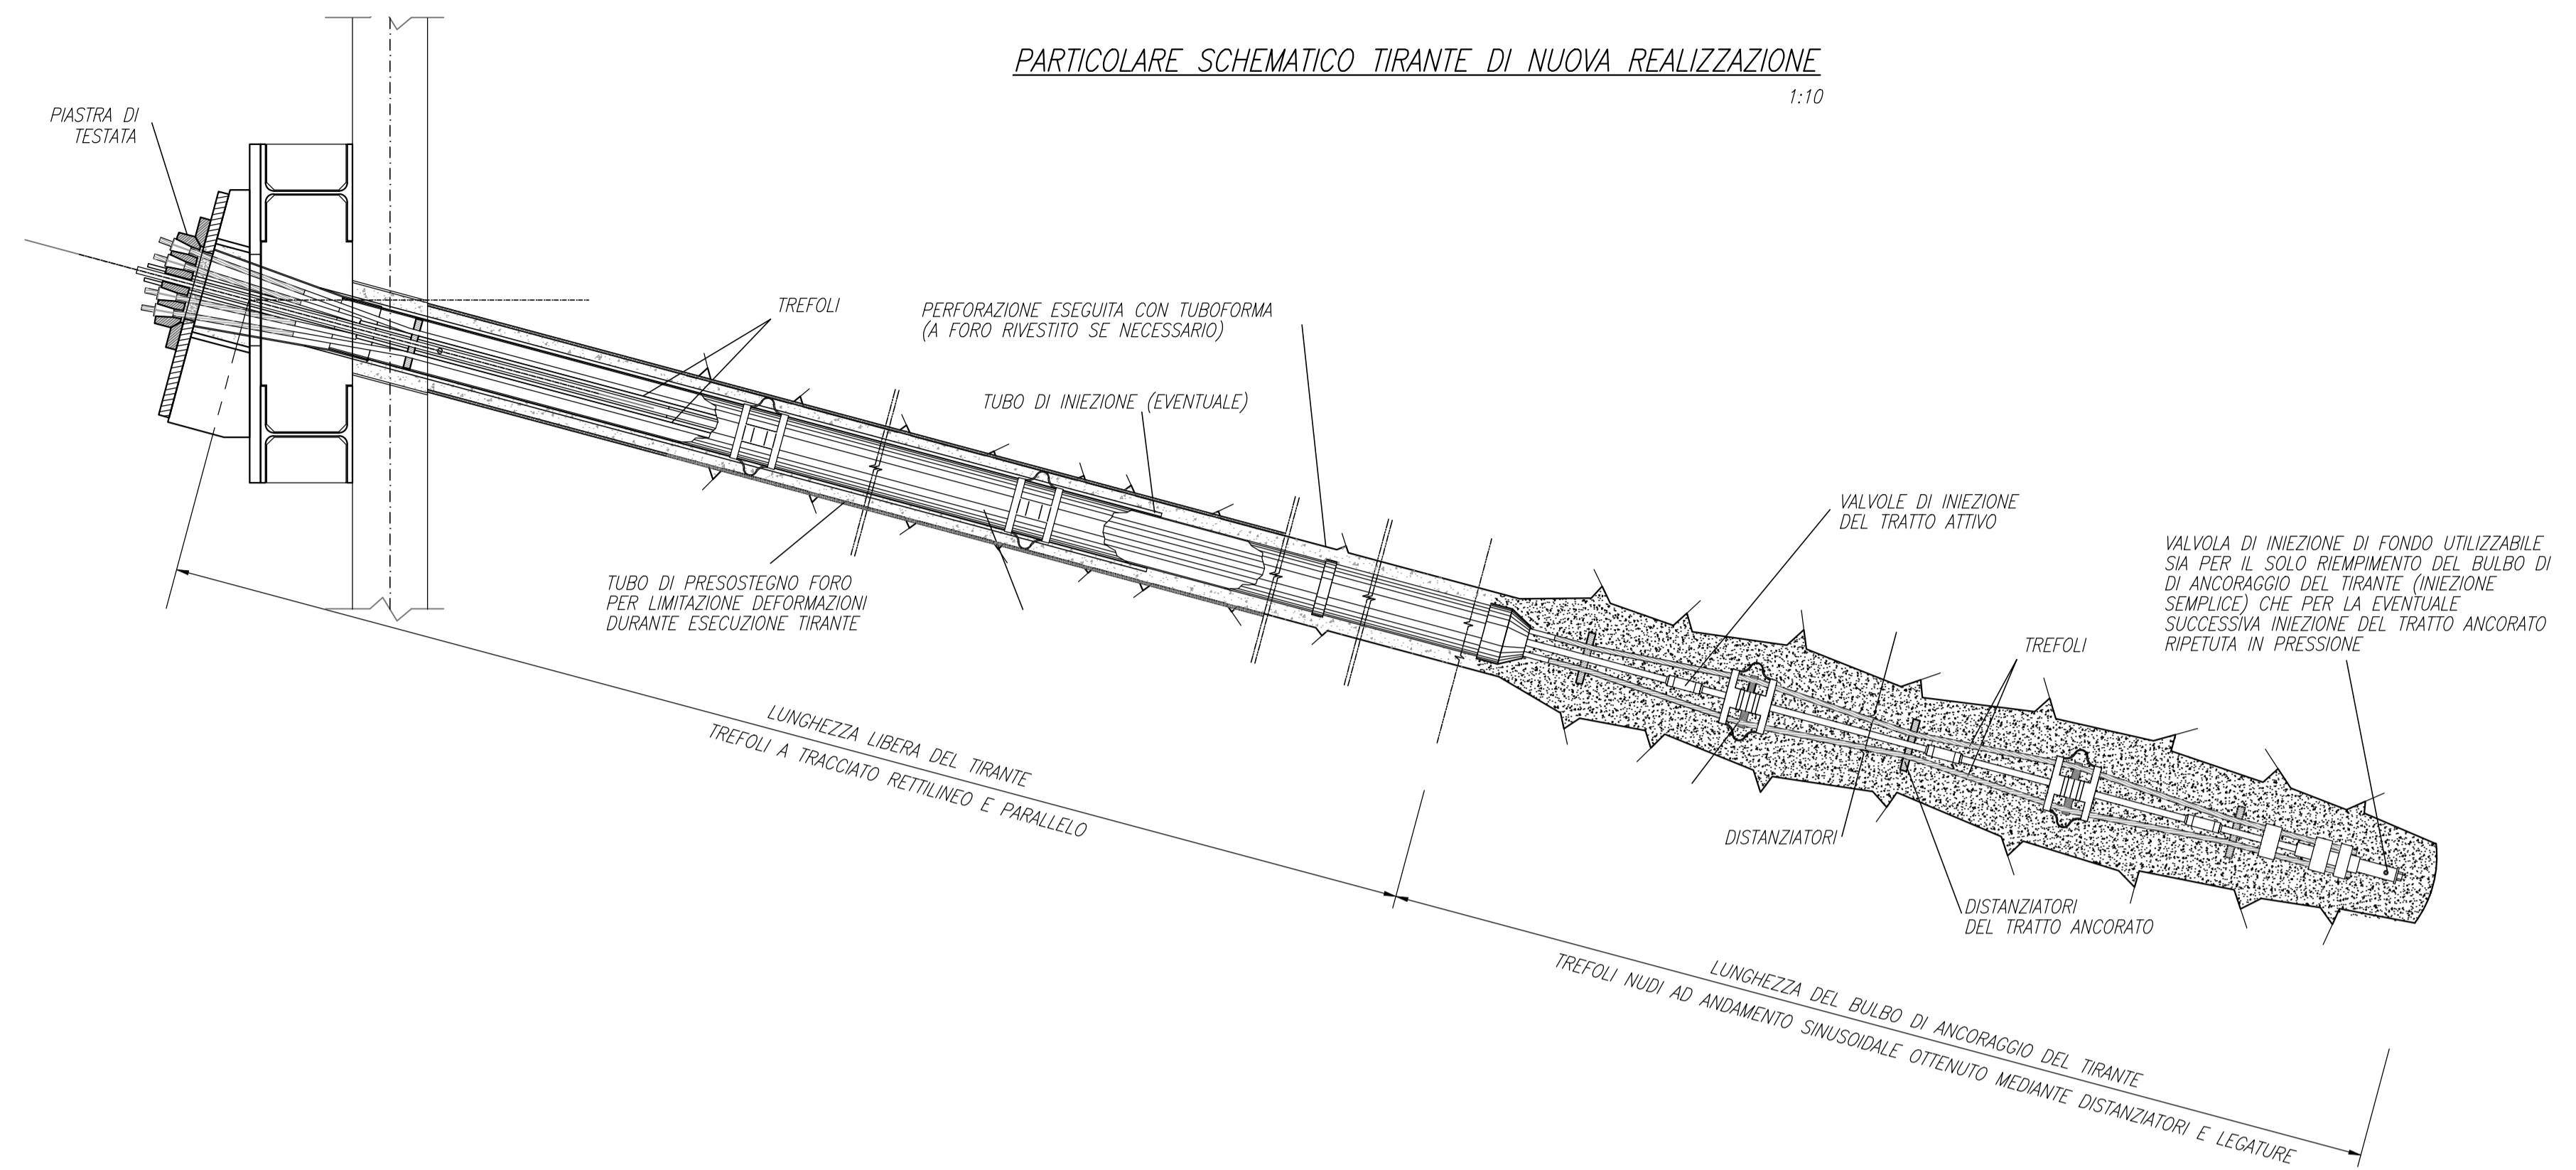 PARTICOLARE SCHEMATICO TIRANTE DI NUOVA REALIZZAZIONE
1:10
PIASTRA DI
TESTATA
TREFOLI
PERFORAZIONE ESEGUITA CON TUBOFORMA
(A FORO RIVESTITO SE NECESSARIO)
TUBO DI INIEZIONE (EVENTUALE)
VALVOLE DI INIEZIONE
DEL TRATTO ATTIVO
VALVOLA DI INIEZIONE DI FONDO UTILIZZABILE
SIA PER IL SOLO RIEMPIMENTO DEL BULBO DI
DI ANCORAGGIO DEL TIRANTE (INIEZIONE
SEMPLICE) CHE PER LA EVENTUALE
SUCCESSIVA INIEZIONE DEL TRATTO ANCORATO
RIPETUTA IN PRESSIONE
TUBO DI PRESOSTEGNO FORO
PER LIMITAZIONE DEFORMAZIONI
DURANTE ESECUZIONE TIRANTE
TREFOLI
LUNGHEZZA LIBERA DEL TIRANTE
TREFOLI A TRACCIATO RETTILINEO E PARALLELO
DISTANZIATORI
DISTANZIATORI
DEL TRATTO ANCORATO
LUNGHEZZA DEL BULBO DI ANCORAGGIO DEL TIRANTE
TREFOLI NUDI AD ANDAMENTO SINUSOIDALE OTTENUTO MEDIANTE DISTANZIATORI E LEGATURE